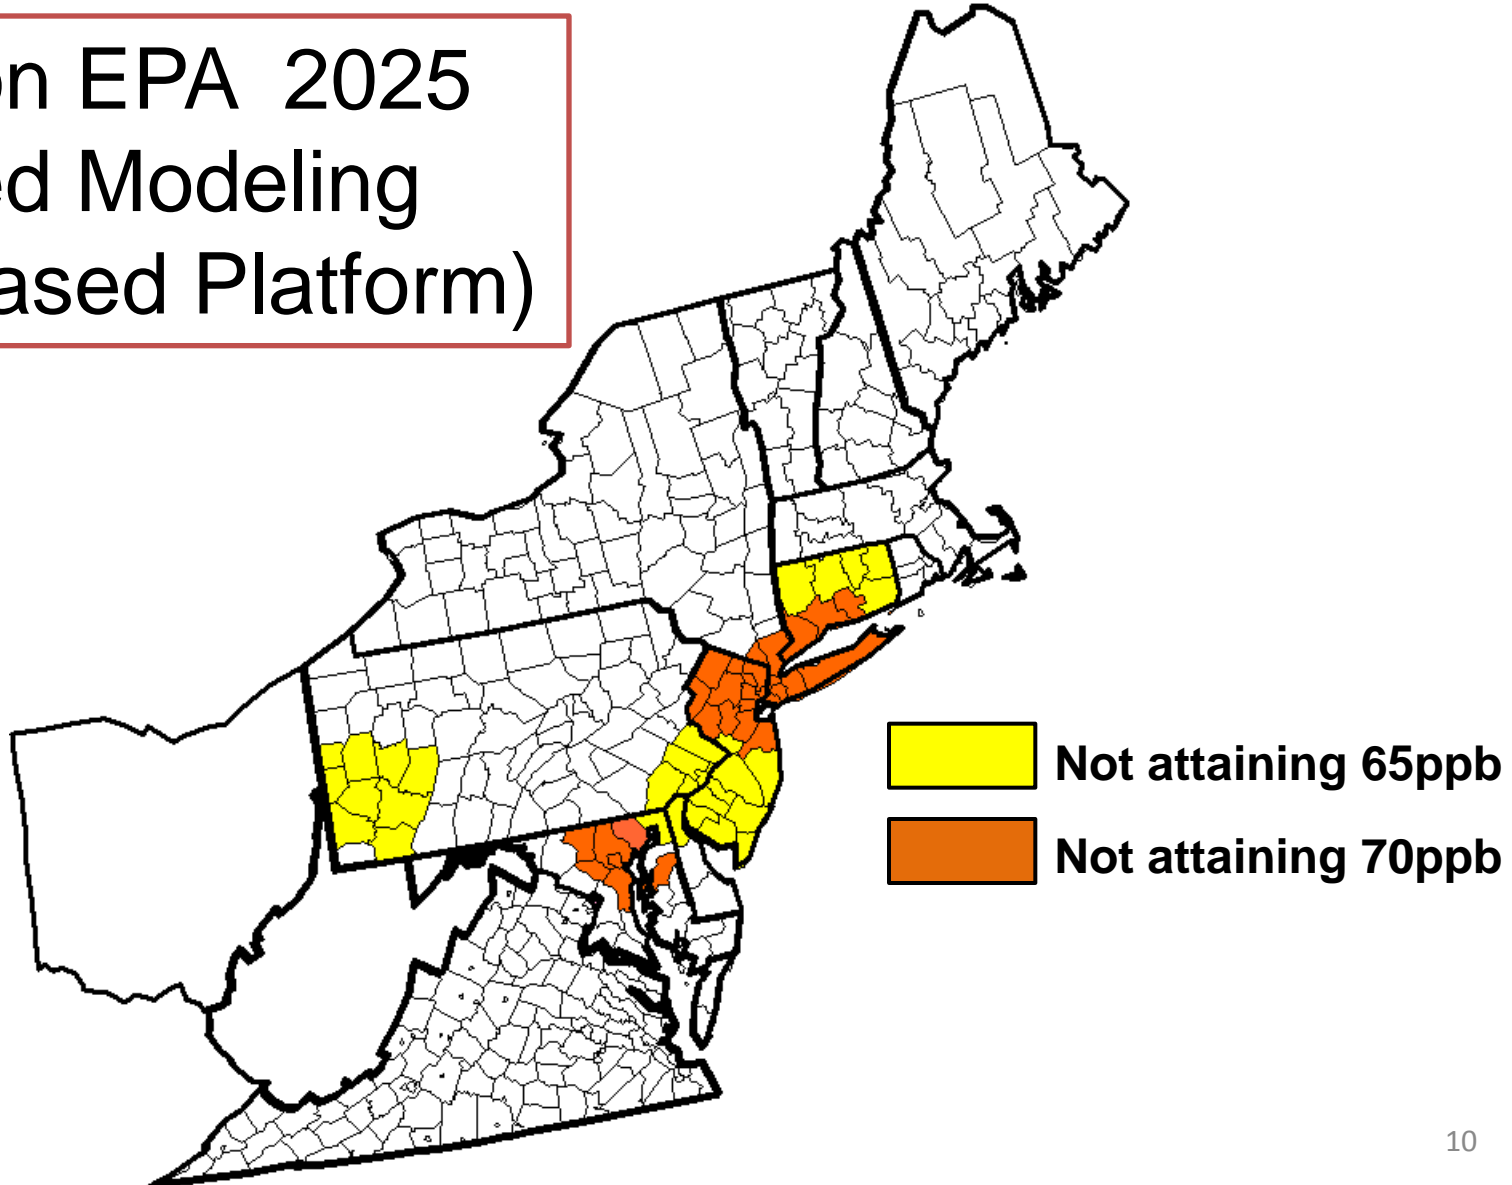 on EPA 2025
ed Modeling
ased Platform)
Not attaining 65ppb
Not attaining 70ppb
10